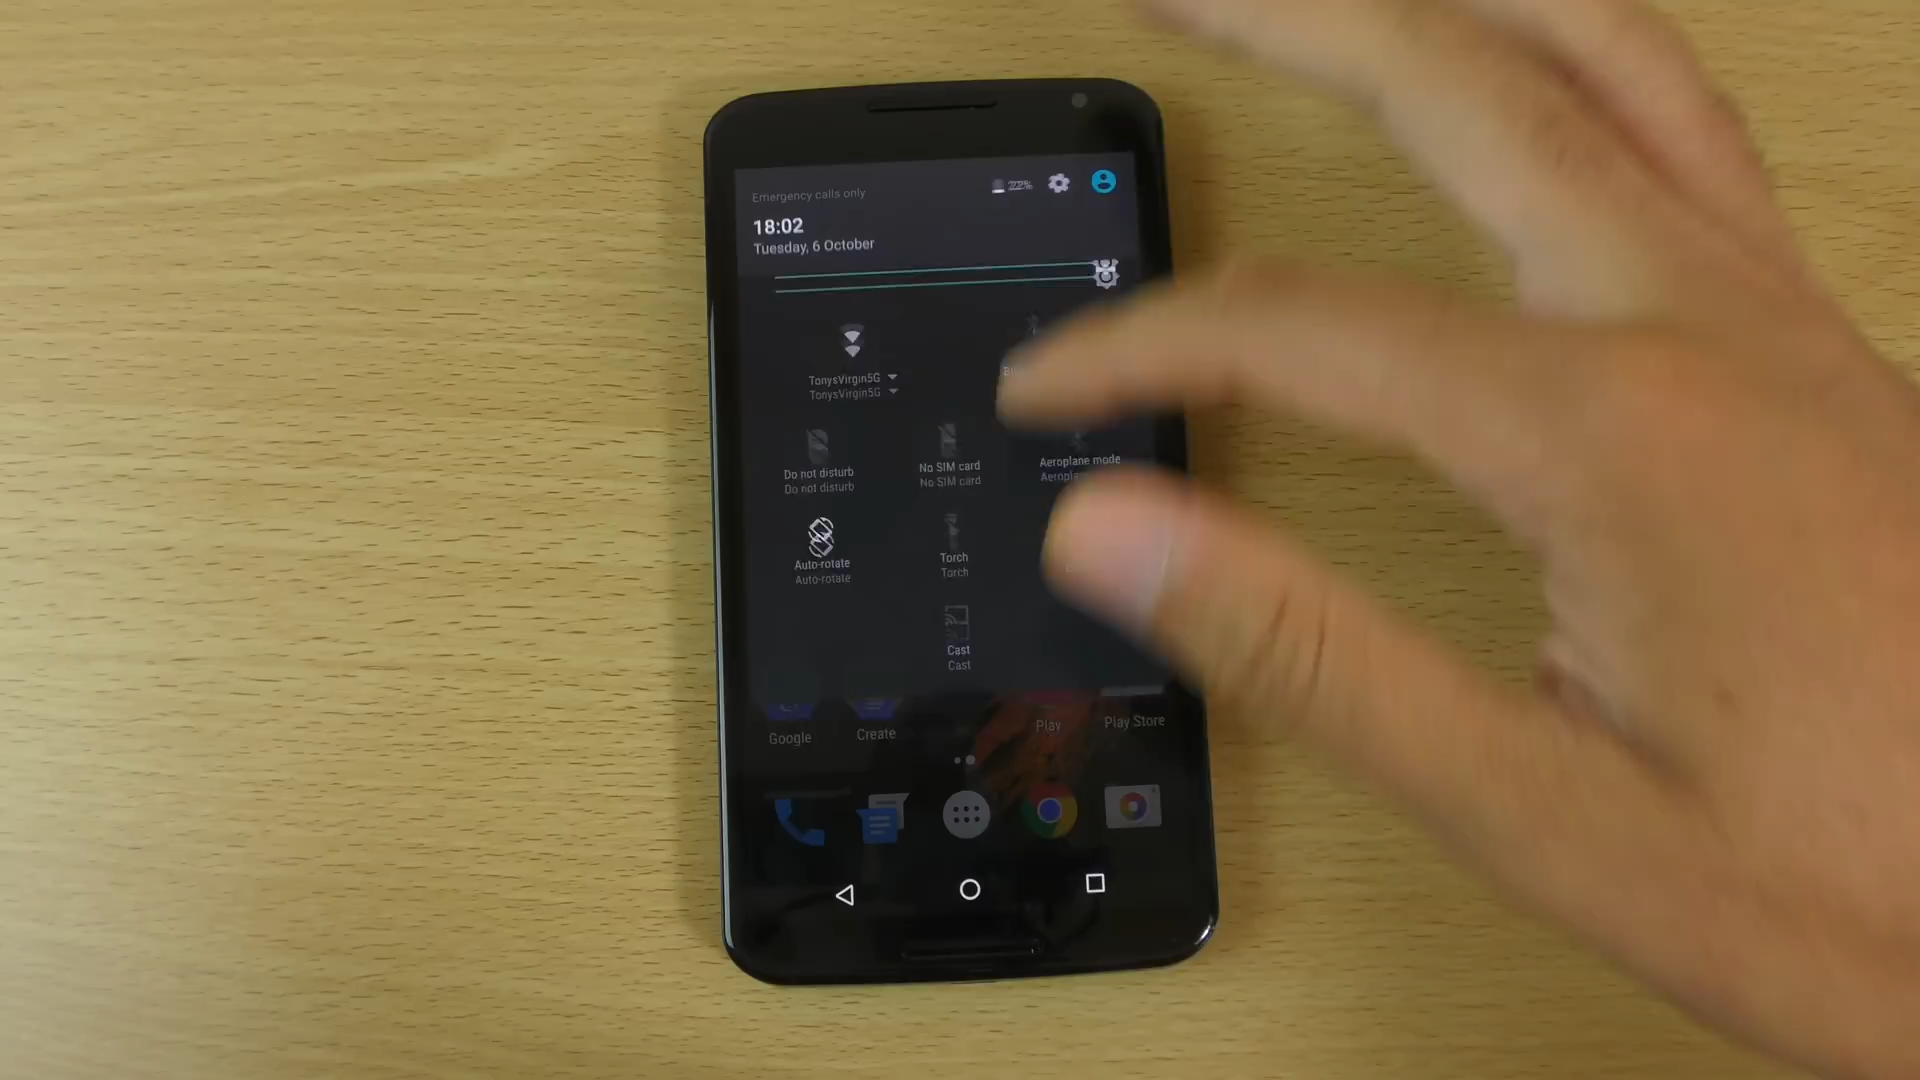 Emergency calls only
22%
18:02
Tuesday, 6 October
TonysVirgin5G
TonysVirgin5G
Do not disturb
Do not disturb
No SIM card
No SIM card
Aeroplane mode
Auto-rotate
Auto-rotate
Torch
Torch
Cast
Cast
Google
Create
Play
Play Store